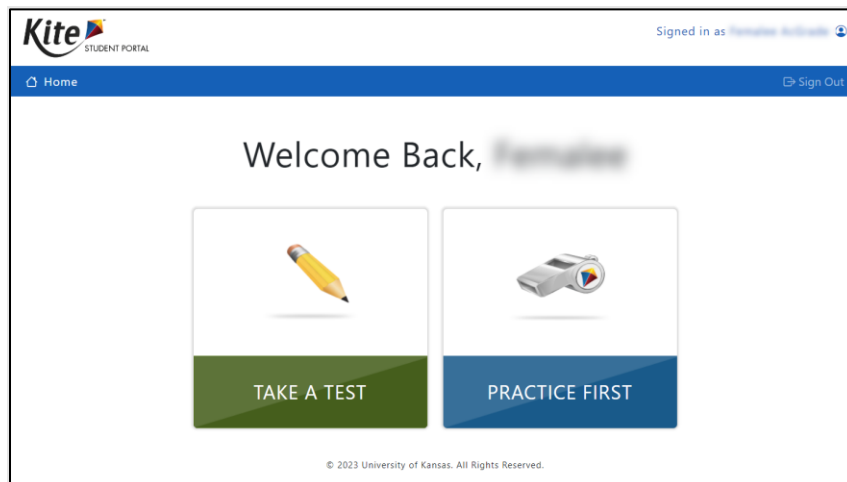 Kite
STUDENT PORTAL
Signed in as
Home
Sign Out
Welcome Back,
TAKE A TEST
PRACTICE FIRST
© 2023 University of Kansas. All Rights Reserved.